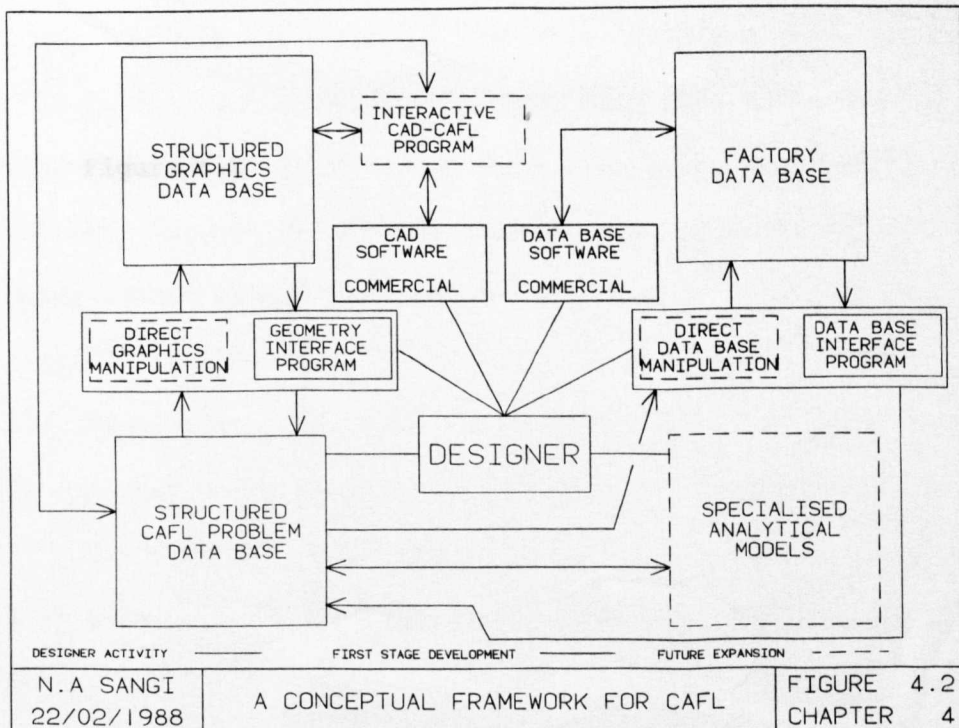 STRUCTURED
GRAPHICS
DATA BASE
INTERACTIVE
CAD-CAFL
PROGRAM
FACTORY
DATA BASE
CAD
SOFTWARE
COMMERCIAL
DATA BASE
SOFTWARE
COMMERCIAL
DIRECT
GRAPHICS
MANIPULATION
GEOMETRY
INTERFACE
PROGRAM
DIRECT
DATA BASE
MANIPULATION
DATA BASE
INTERFACE
PROGRAM
DESIGNER
STRUCTURED
CAFL PROBLEM
DATA BASE
SPECIALISED
ANALYTICAL
MODELS
DESIGNER ACTIVITY
FIRST STAGE DEVELOPMENT
FUTURE EXPANSION
N.A SANGI
22/02/1988
A CONCEPTUAL FRAMEWORK FOR CAFL
FIGURE 4.2
CHAPTER 4